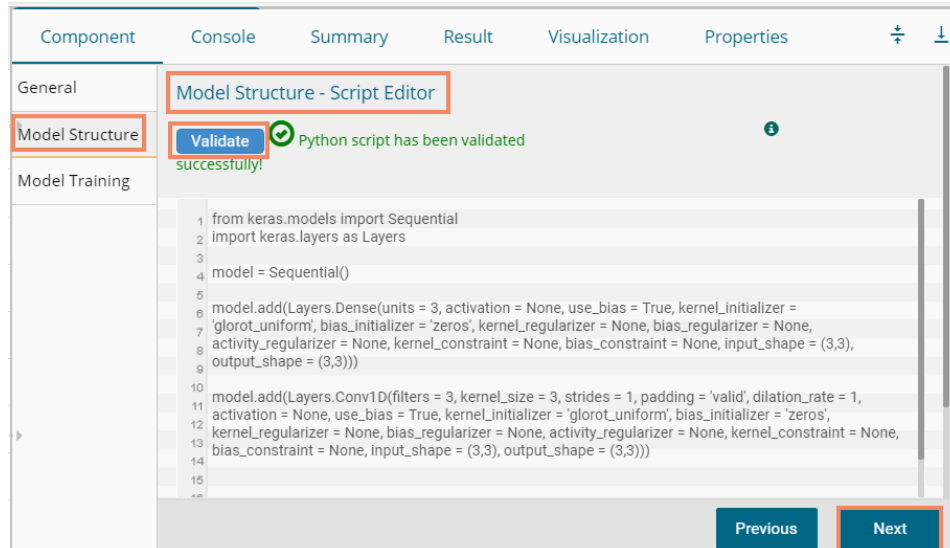 Component Console Summary Result Visualization Properties
General
Model Structure
Model Training
Model Structure - Script Editor
Validate Python script has been validated
successfully!
1 from keras.models import Sequential
2 import keras.layers as Layers
3
4 model = Sequential()
5
6 model.add(Layers.Dense(units = 3, activation = None, use_bias = True, kernel_initializer =
7 'glorot_uniform', bias_initializer = 'zeros', kernel_regularizer = None, bias_regularizer = None,
8 activity_regularizer = None, kernel_constraint = None, bias_constraint = None, input_shape = (3,3),
9 output_shape = (3,3)))
10
11 model.add(Layers.Conv1D(filters = 3, kernel_size = 3, strides = 1, padding = 'valid', dilation_rate = 1,
12 activation = None, use_bias = True, kernel_initializer = 'glorot_uniform', bias_initializer = 'zeros',
13 kernel_regularizer = None, bias_regularizer = None, activity_regularizer = None, kernel_constraint = None,
14 bias_constraint = None, input_shape = (3,3), output_shape = (3,3)))
15
Previous Next